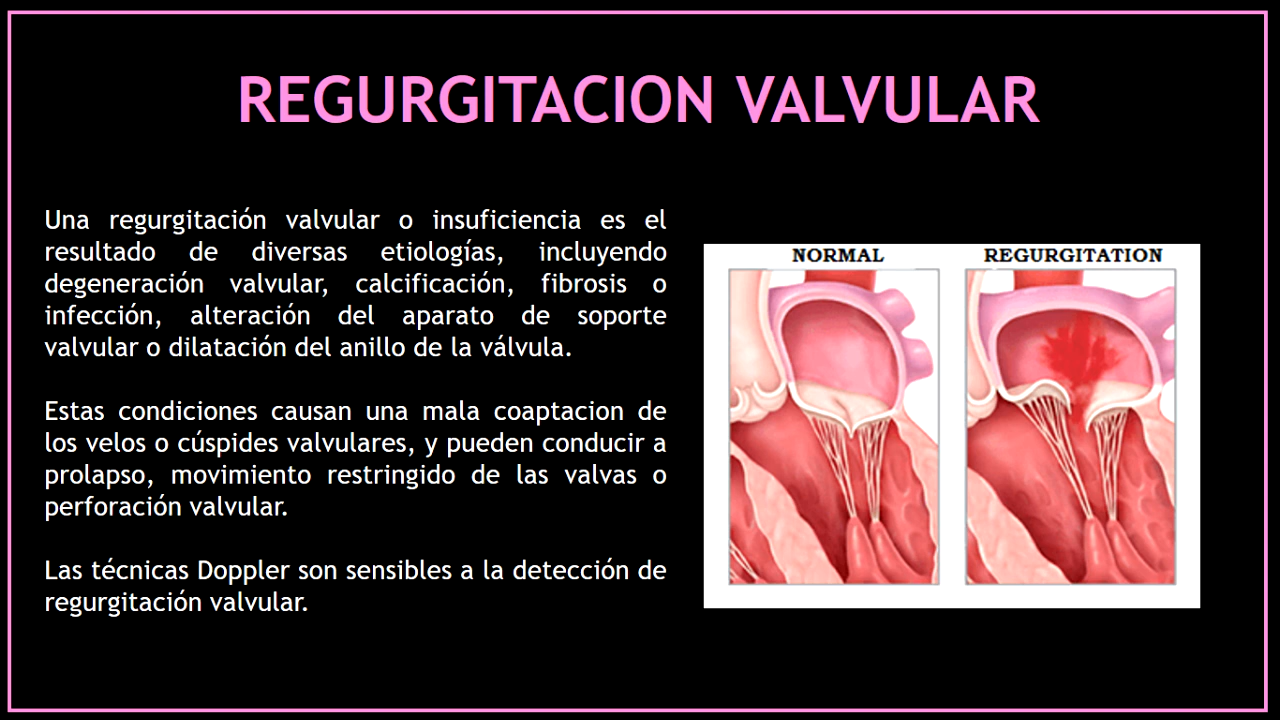 REGURGITACION VALVULAR
Una regurgitación valvular o insuficiencia es el
resultado de diversas etiologías, incluyendo
degeneración valvular, calcificación, fibrosis o
infección, alteración del aparato de soporte
valvular o dilatación del anillo de la válvula.
Estas condiciones causan una mala coaptacion de
los velos o cúspides valvulares, y pueden conducir a
prolapso, movimiento restringido de las valvas o
perforación valvular.
Las técnicas Doppler son sensibles a la detección de
regurgitación valvular.
NORMAL
REGURGITATION